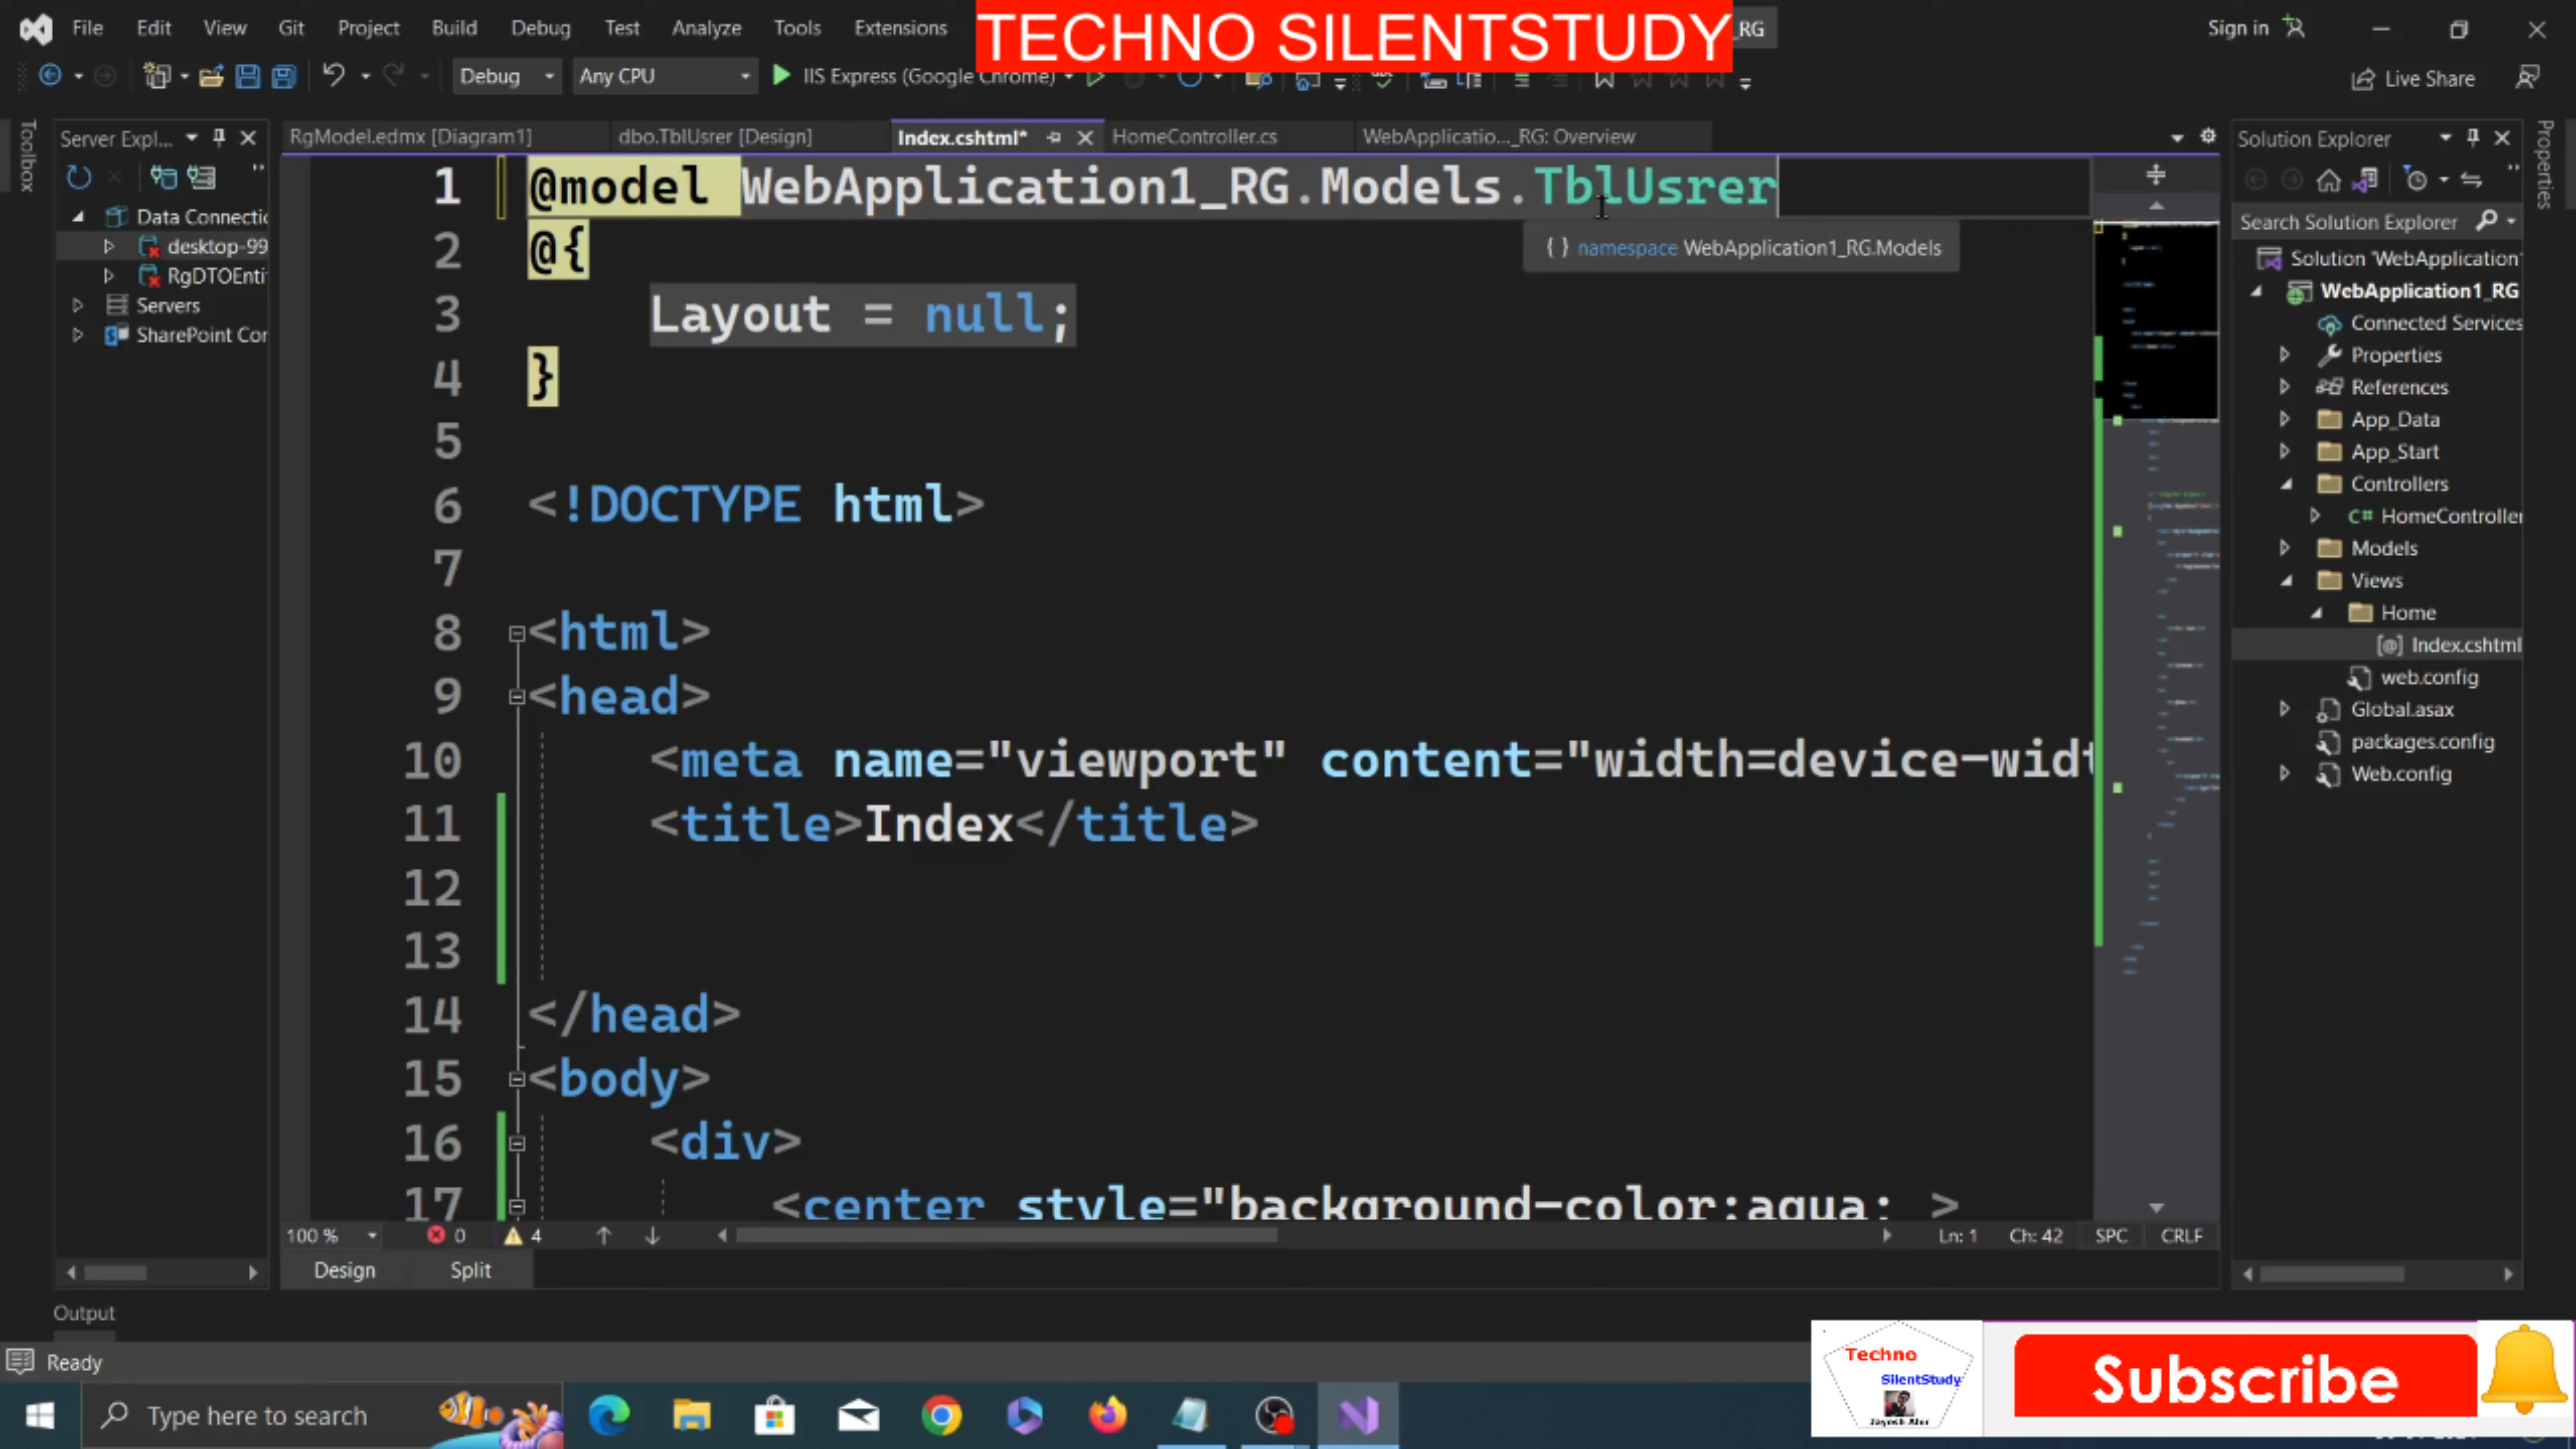 File Edit View Git Project Build Debug Test Analyze Tools Extensions
TECHNO SILENTSTUDY
RG
Sign in
Debug Any CPU IIS Express (Google Chrome) Live Share
Toolbox
Server Expl...
Data Connectic
desktop-99
RgDTOEntit
Servers
SharePoint Cor
RgModel.edmx [Diagram1] dbo.TblUsrer [Design] Index.cshtml* HomeController.cs WebApplicatio..._RG: Overview
1 @model WebApplication1_RG.Models.TblUsrer
{ } namespace WebApplication1_RG.Models
2 @{
3 Layout = null;
4 }
5
6 <!DOCTYPE html>
7
8 <html>
9 <head>
10 <meta name="viewport" content="width=device-widt
11 <title>Index</title>
12
13
14 </head>
15 <body>
16 <div>
17 <center style="background-color:aqua; >
100 % 0 4 Ln: 1 Ch: 42 SPC CRLF
Design Split
Solution Explorer
Search Solution Explorer
Solution 'WebApplication
WebApplication1_RG
Connected Services
Properties
References
App_Data
App_Start
Controllers
C# HomeController
Models
Views
Home
[@] Index.cshtml
web.config
Global.asax
packages.config
Web.config
Properties
Output
Ready
Type here to search
Techno
SilentStudy
Subscribe